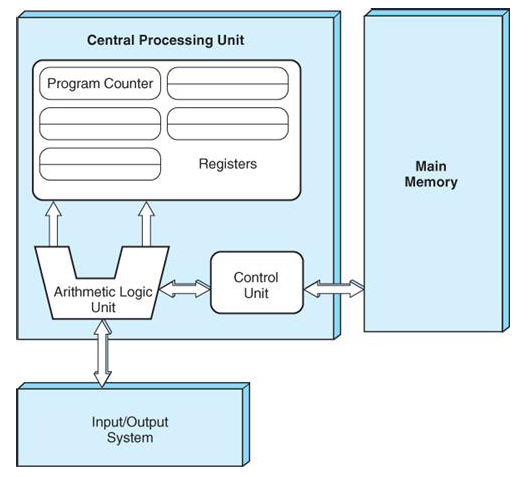 Central Processing Unit
Program Counter
Registers
Main
Memory
Arithmetic Logic
Unit
Control
Unit
Input/Output
System